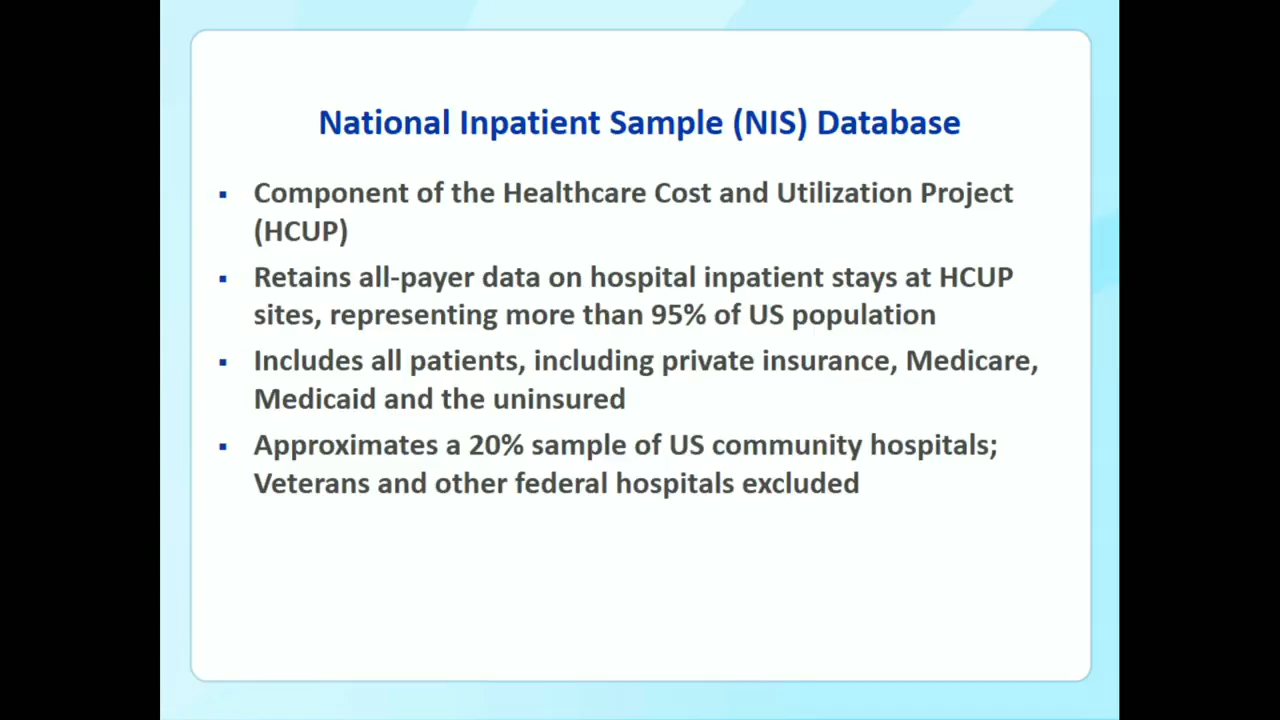 National Inpatient Sample (NIS) Database
▪ Component of the Healthcare Cost and Utilization Project
(HCUP)
▪ Retains all-payer data on hospital inpatient stays at HCUP
sites, representing more than 95% of US population
▪ Includes all patients, including private insurance, Medicare,
Medicaid and the uninsured
▪ Approximates a 20% sample of US community hospitals;
Veterans and other federal hospitals excluded